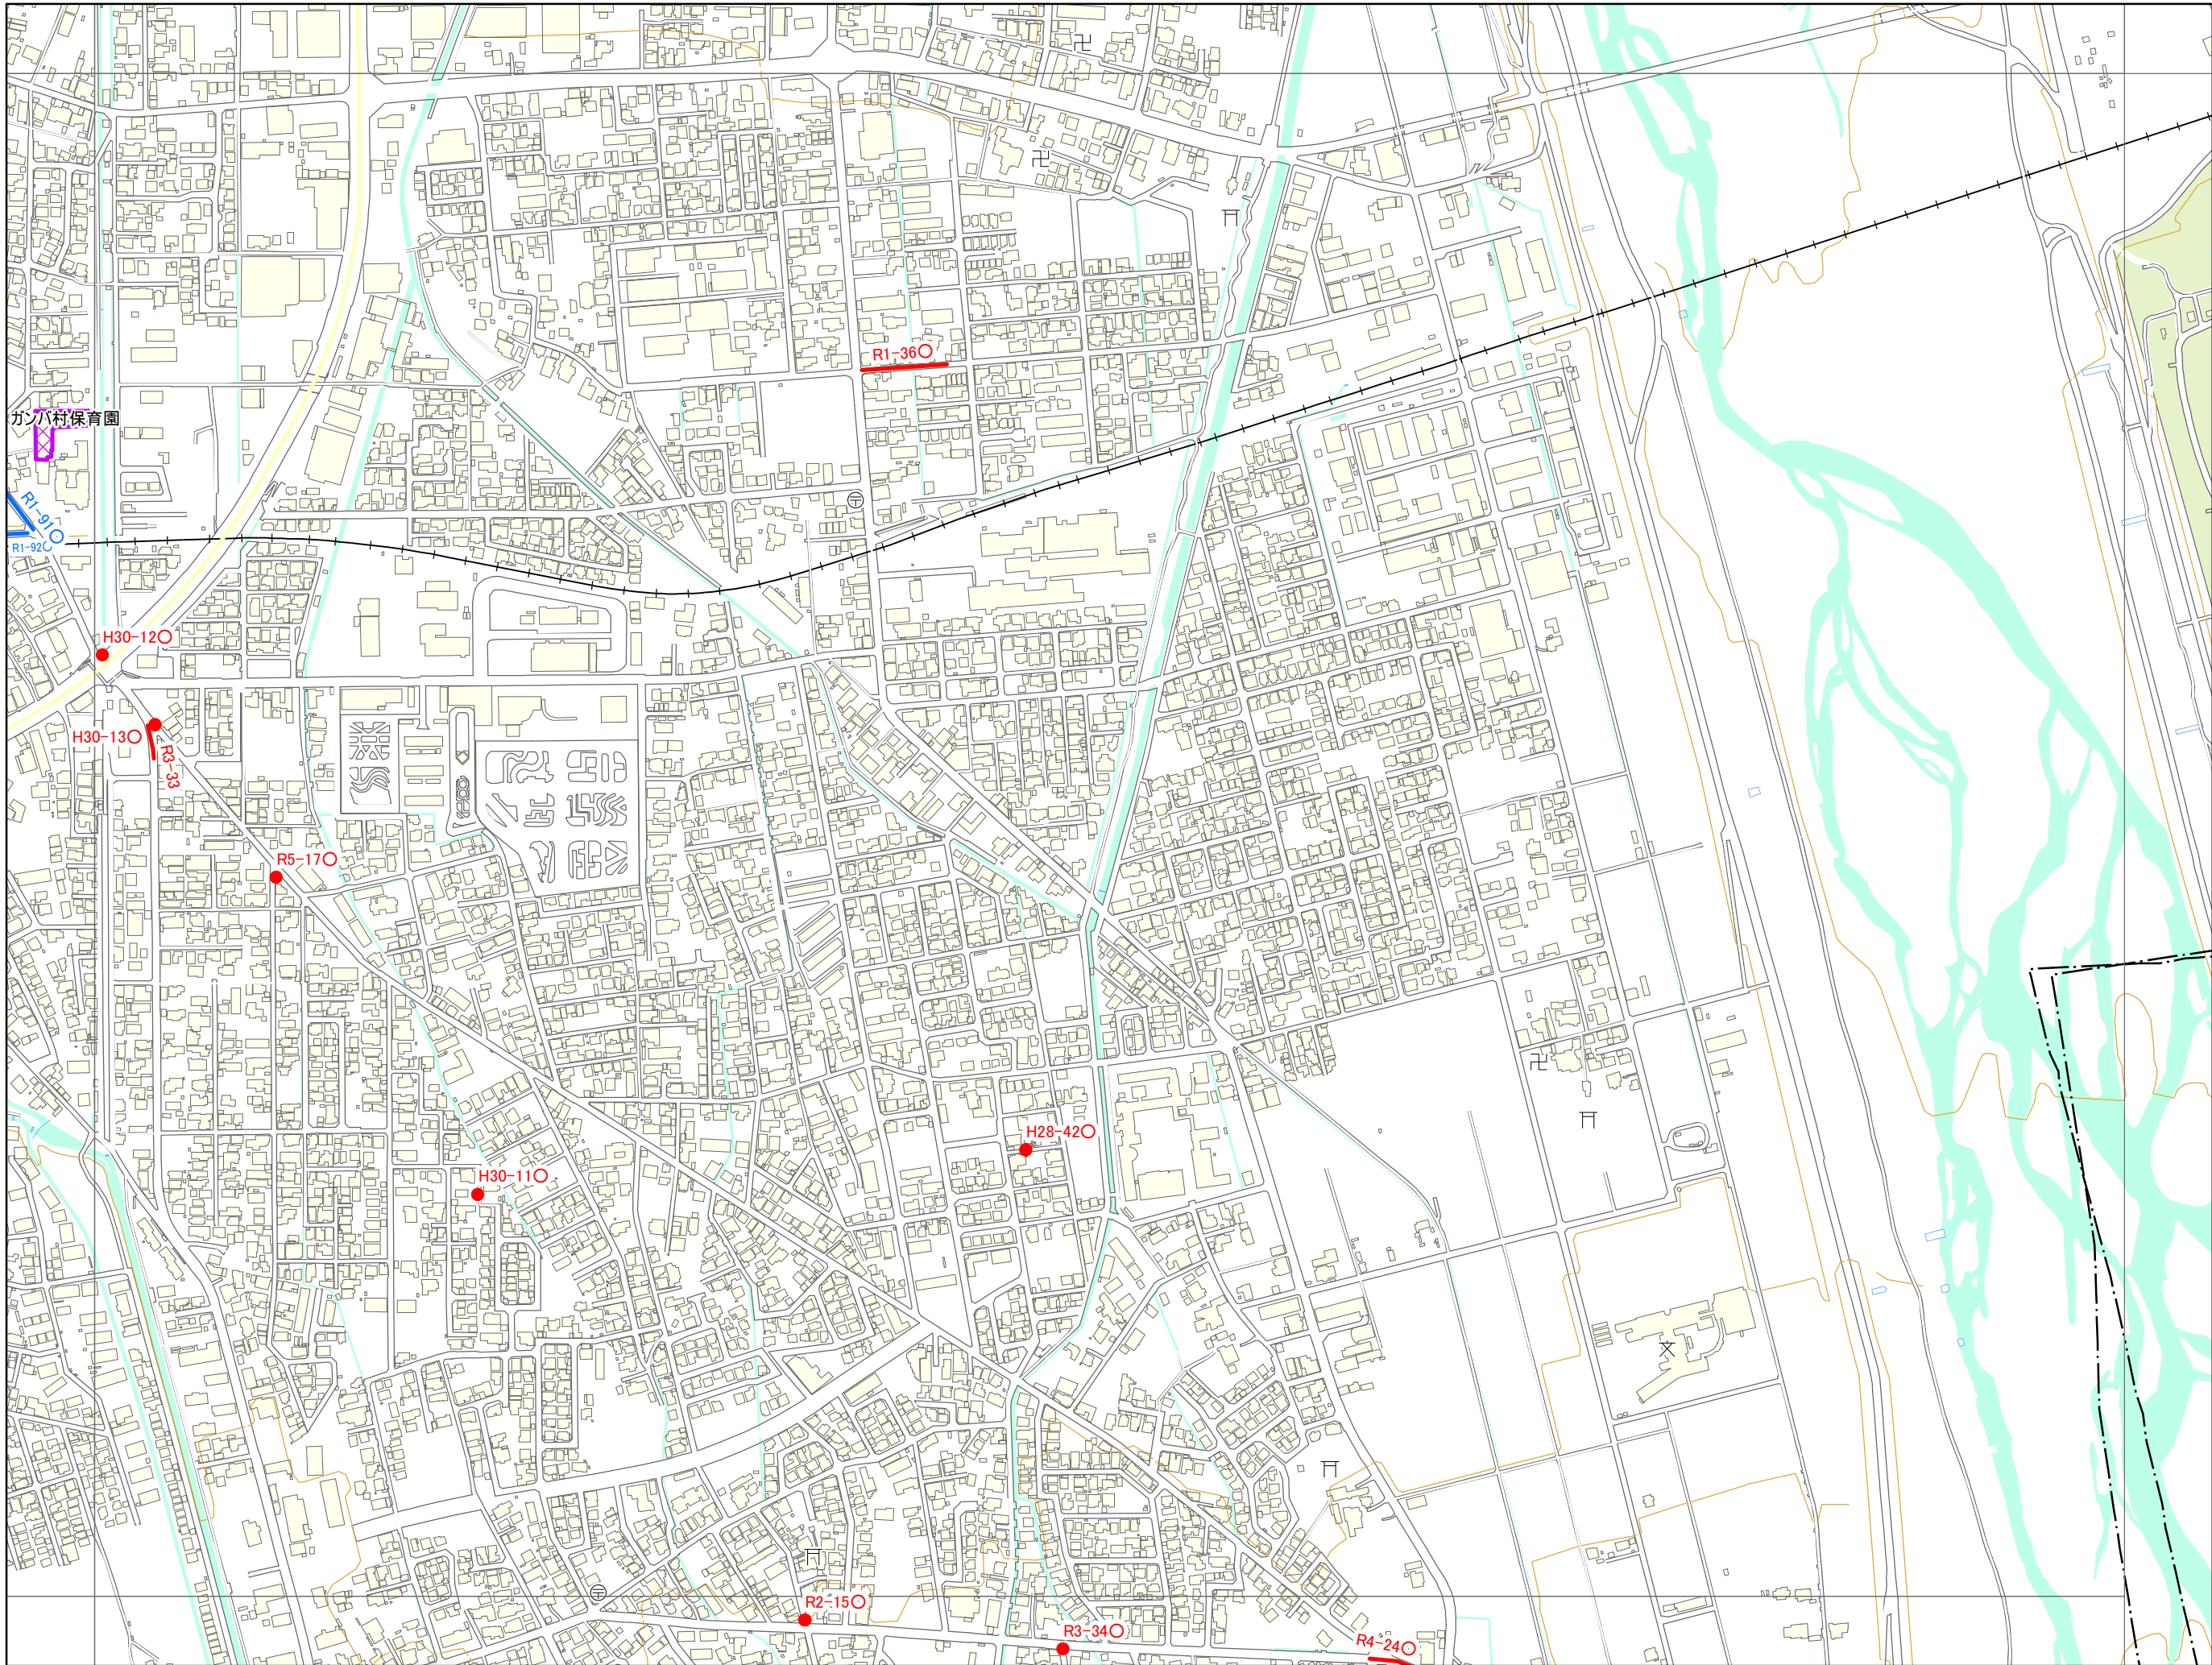 R1-36○
ガンバ村保育園
R1-91○
R1-92○
H30-12○
H30-13○
R3-33
R5-17○
H28-42○
H30-11○
文
R2-15○
R3-34○
R4-24○